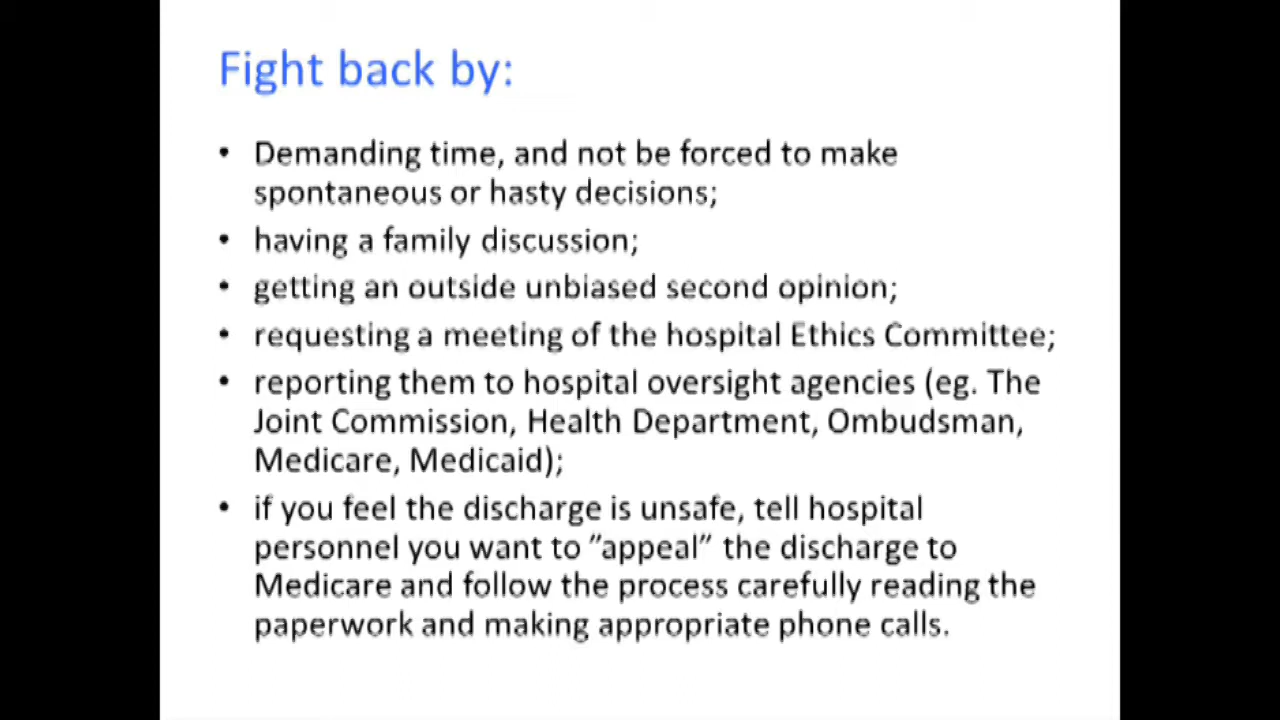 Fight back by:
• Demanding time, and not be forced to make
spontaneous or hasty decisions;
• having a family discussion;
• getting an outside unbiased second opinion;
• requesting a meeting of the hospital Ethics Committee;
• reporting them to hospital oversight agencies (eg. The
Joint Commission, Health Department, Ombudsman,
Medicare, Medicaid);
• if you feel the discharge is unsafe, tell hospital
personnel you want to ”appeal” the discharge to
Medicare and follow the process carefully reading the
paperwork and making appropriate phone calls.